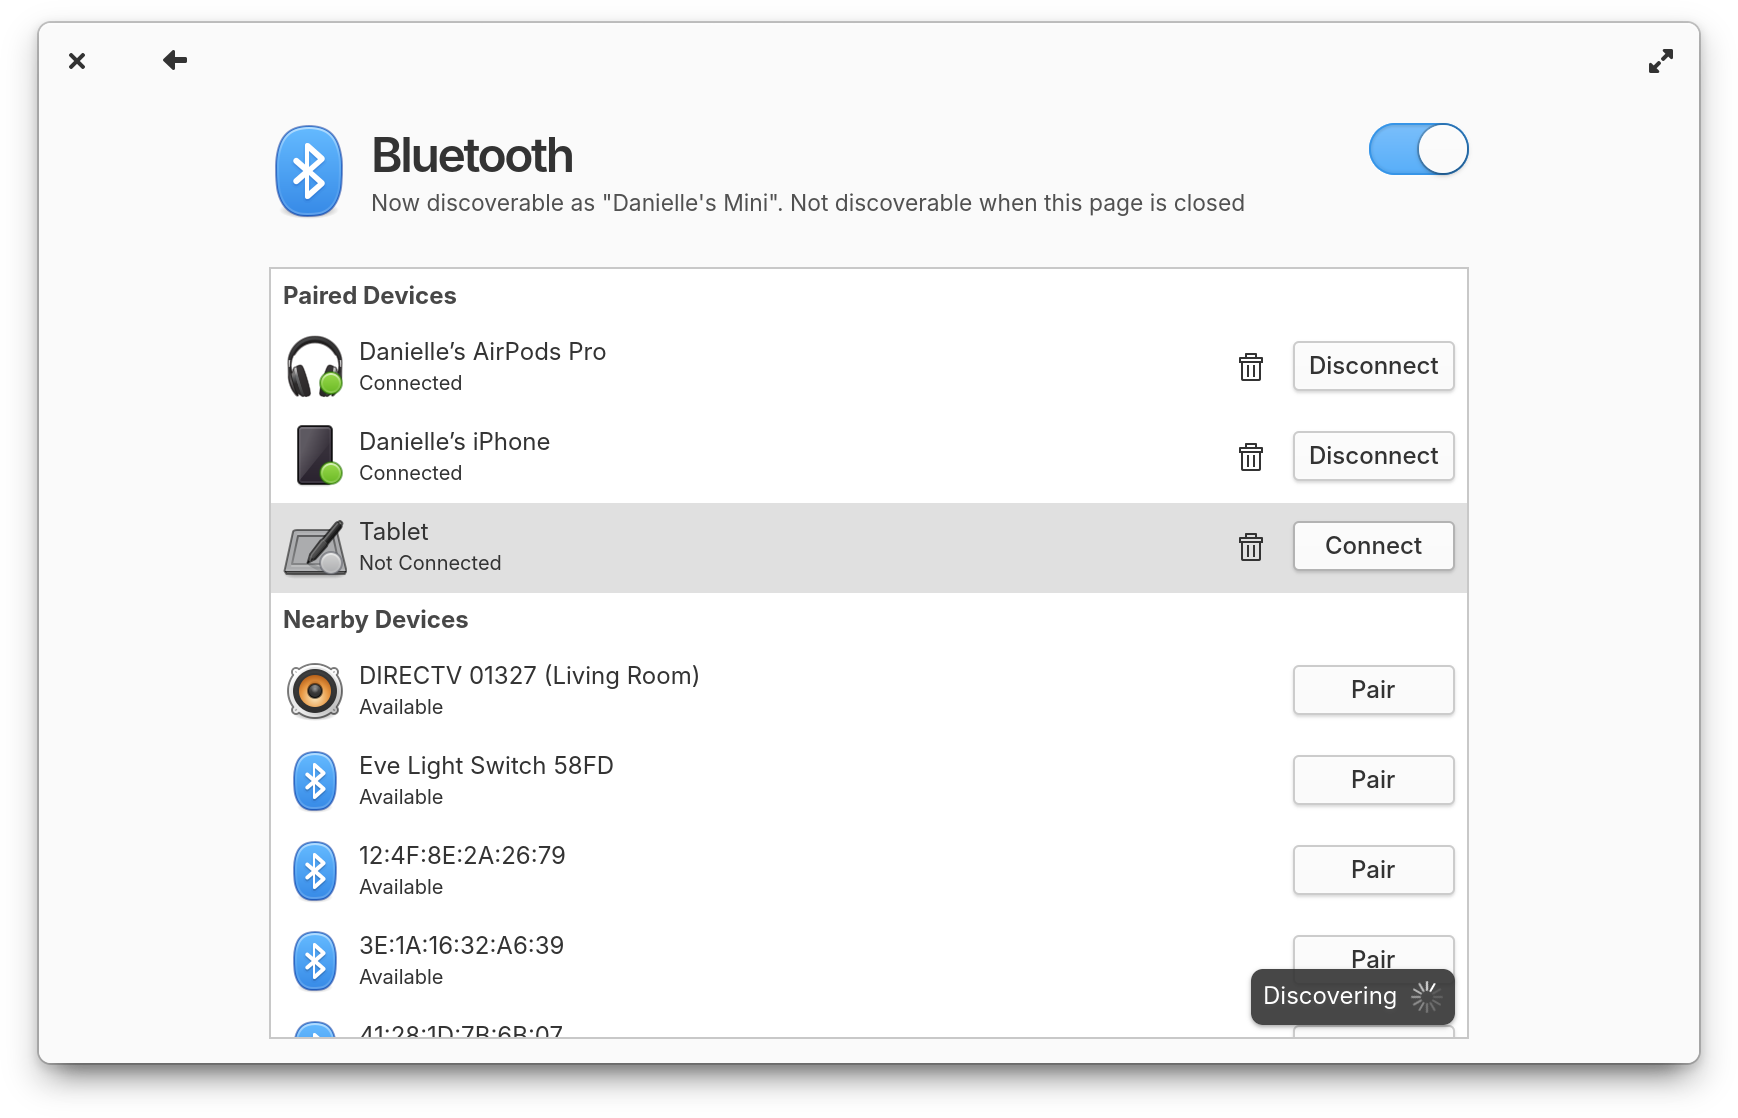 Bluetooth
Now discoverable as "Danielle's Mini". Not discoverable when this page is closed
Paired Devices
Danielle’s AirPods Pro
Connected
Disconnect
Danielle’s iPhone
Connected
Disconnect
Tablet
Not Connected
Connect
Nearby Devices
DIRECTV 01327 (Living Room)
Available
Pair
Eve Light Switch 58FD
Available
Pair
12:4F:8E:2A:26:79
Available
Pair
3E:1A:16:32:A6:39
Available
Pair
Discovering
41:28:1D:7B:6B:07